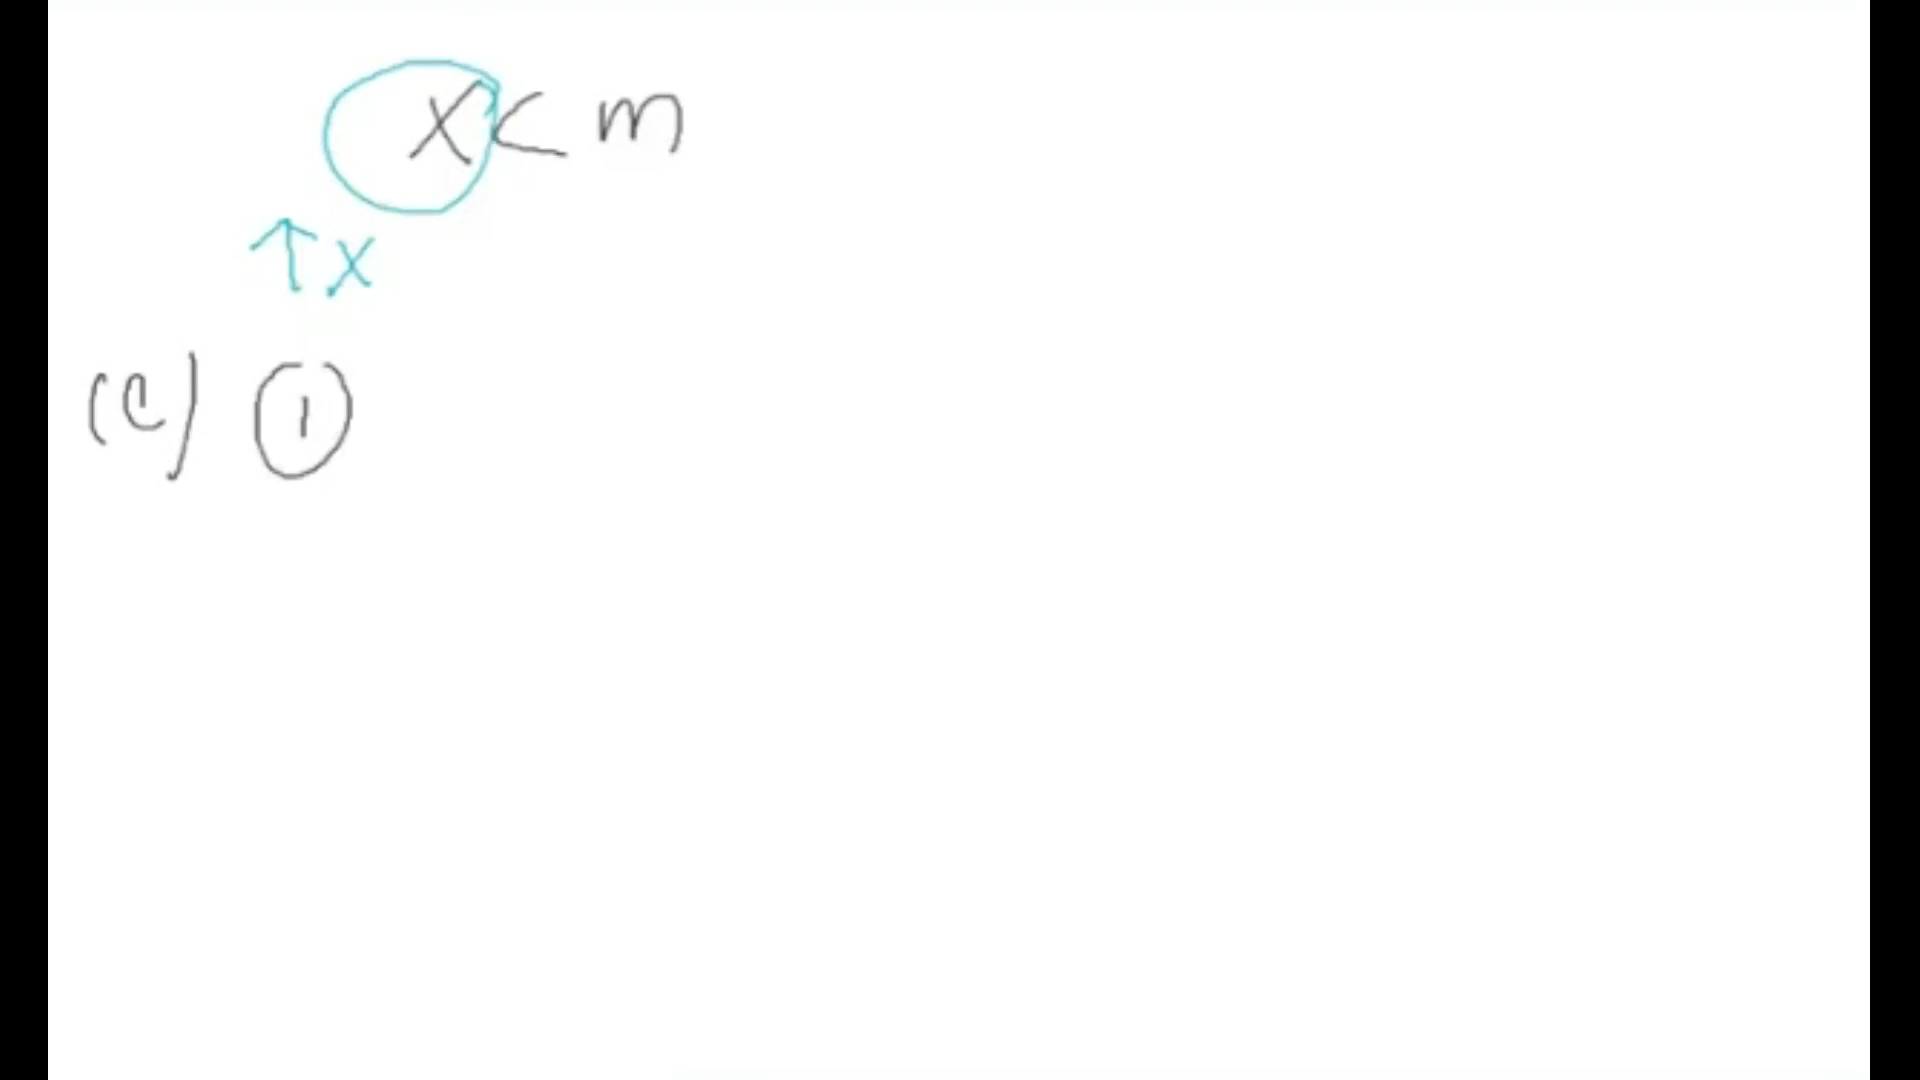 x < m
↑ x
(c) ①